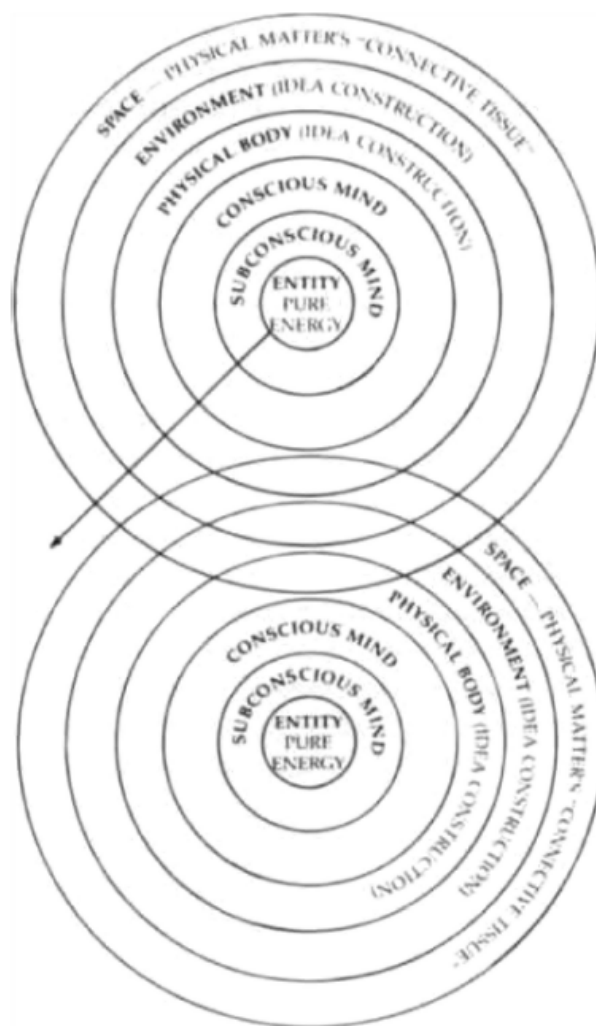 SPACE — PHYSICAL MATTER'S "CONNECTIVE TISSUE"
ENVIRONMENT (IDEA CONSTRUCTION)
PHYSICAL BODY (IDEA CONSTRUCTION)
CONSCIOUS MIND
SUBCONSCIOUS MIND
ENTITY
PURE
ENERGY
SPACE — PHYSICAL MATTER'S "CONNECTIVE TISSUE"
ENVIRONMENT (IDEA CONSTRUCTION)
PHYSICAL BODY (IDEA CONSTRUCTION)
CONSCIOUS MIND
SUBCONSCIOUS MIND
ENTITY
PURE
ENERGY